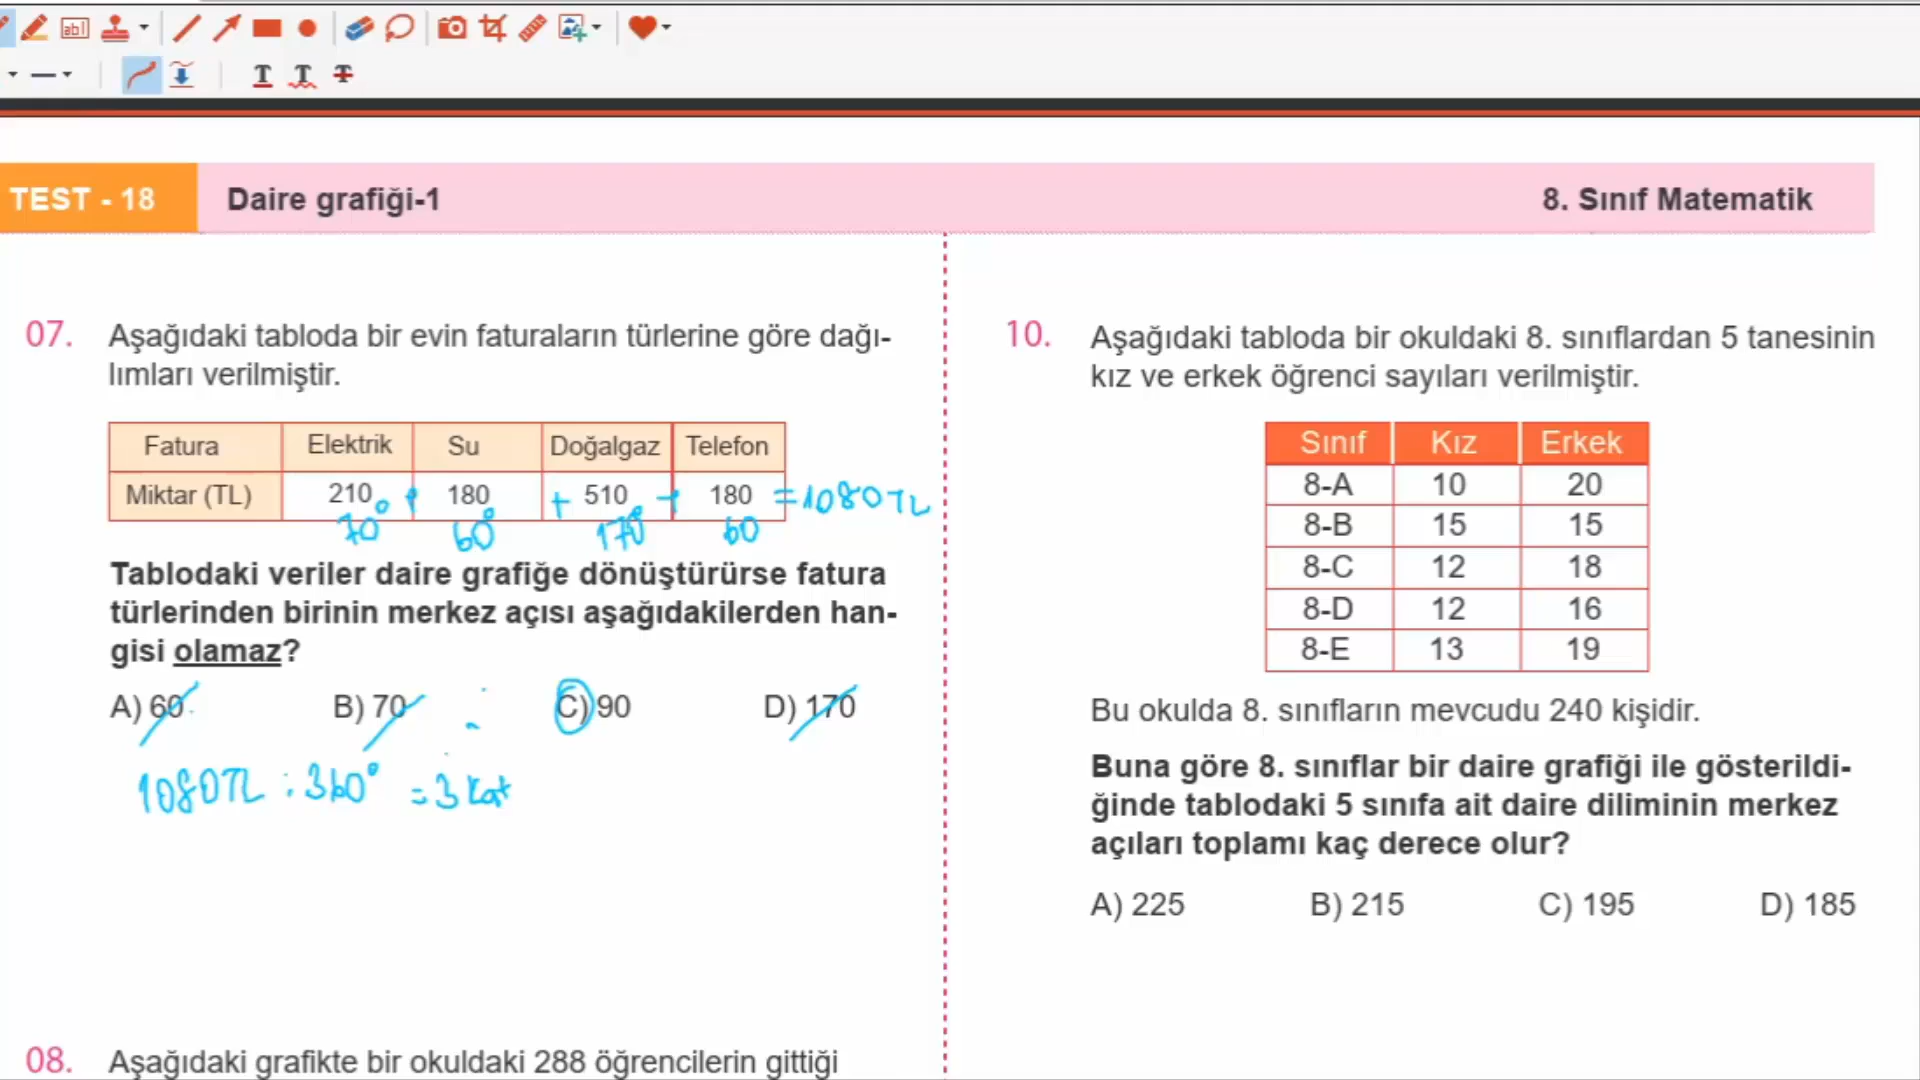 abI
T T T
TEST - 18 Daire grafiği-1 8. Sınıf Matematik
07. Aşağıdaki tabloda bir evin faturaların türlerine göre dağı-
lımları verilmiştir.
Fatura Elektrik Su Doğalgaz Telefon
Miktar (TL) 210 + 180 + 510 + 180 = 1080 TL
70° 60° 170° 60
Tablodaki veriler daire grafiğe dönüştürürse fatura
türlerinden birinin merkez açısı aşağıdakilerden han-
gisi olamaz?
A) 60 B) 70 C) 90 D) 170
1080TL : 360° = 3 kat
08. Aşağıdaki grafikte bir okuldaki 288 öğrencilerin gittiği
10. Aşağıdaki tabloda bir okuldaki 8. sınıflardan 5 tanesinin
kız ve erkek öğrenci sayıları verilmiştir.
Sınıf Kız Erkek
8-A 10 20
8-B 15 15
8-C 12 18
8-D 12 16
8-E 13 19
Bu okulda 8. sınıfların mevcudu 240 kişidir.
Buna göre 8. sınıflar bir daire grafiği ile gösterildi-
ğinde tablodaki 5 sınıfa ait daire diliminin merkez
açıları toplamı kaç derece olur?
A) 225 B) 215 C) 195 D) 185